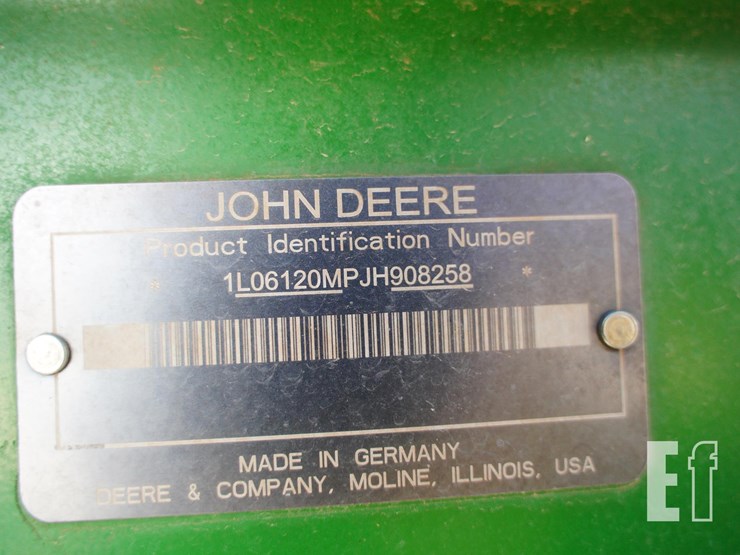 JOHN DEERE
Product Identification Number
* 1L06120MPJH908258 *
MADE IN GERMANY
DEERE & COMPANY, MOLINE, ILLINOIS, USA
Ef